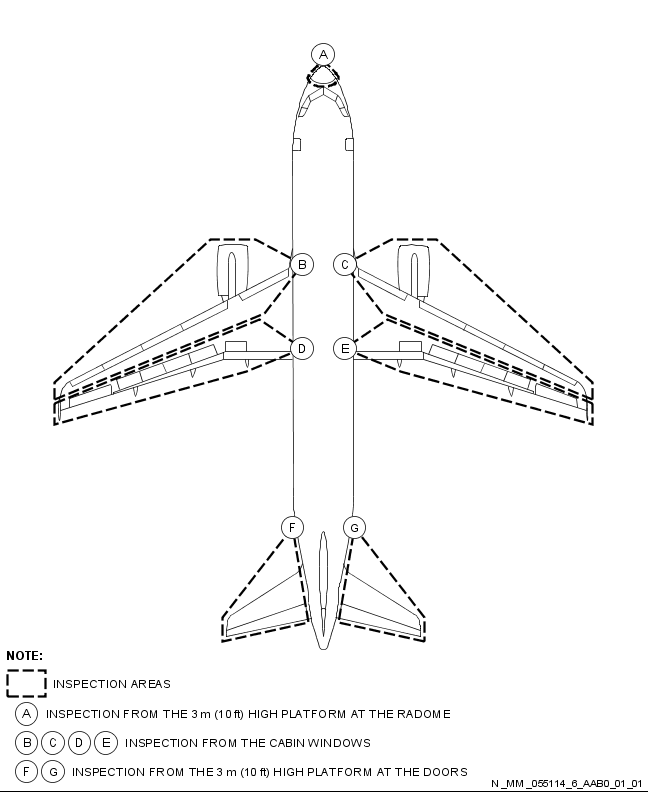 A
B C
D E
F G
NOTE:
INSPECTION AREAS
A INSPECTION FROM THE 3 m (10 ft) HIGH PLATFORM AT THE RADOME
B C D E INSPECTION FROM THE CABIN WINDOWS
F G INSPECTION FROM THE 3 m (10 ft) HIGH PLATFORM AT THE DOORS
N_MM_055114_6_AAB0_01_01